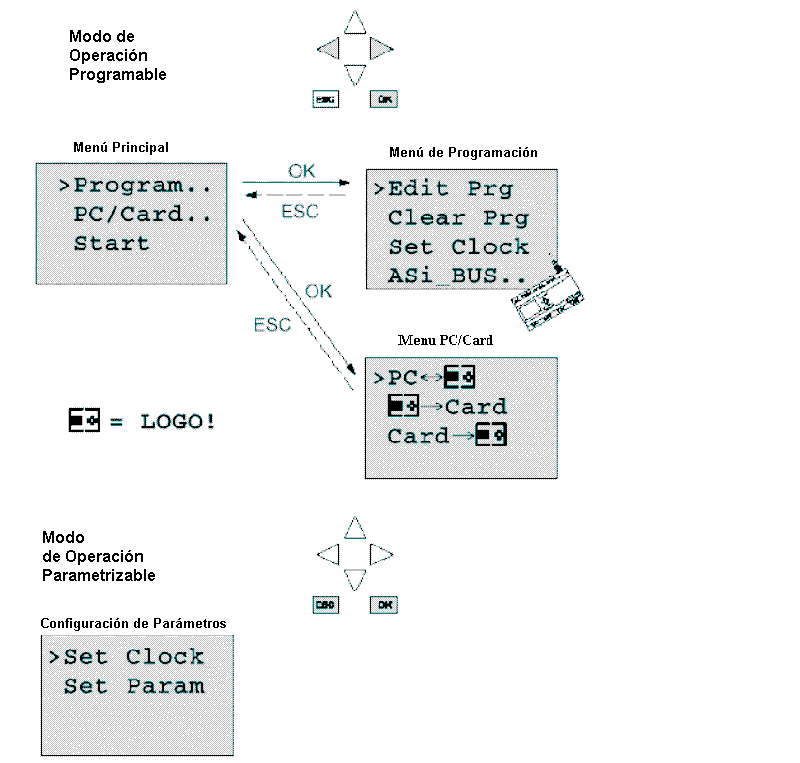 Modo de
Operación
Programable
ESC OK
Menú Principal
>Program..
PC/Card..
Start
OK
ESC
Menú de Programación
>Edit Prg
Clear Prg
Set Clock
ASi_BUS..
OK
ESC
Menu PC/Card
>PC↔
→Card
Card→
= LOGO!
Modo
de Operación
Parametrizable
ESC OK
Configuración de Parámetros
>Set Clock
Set Param